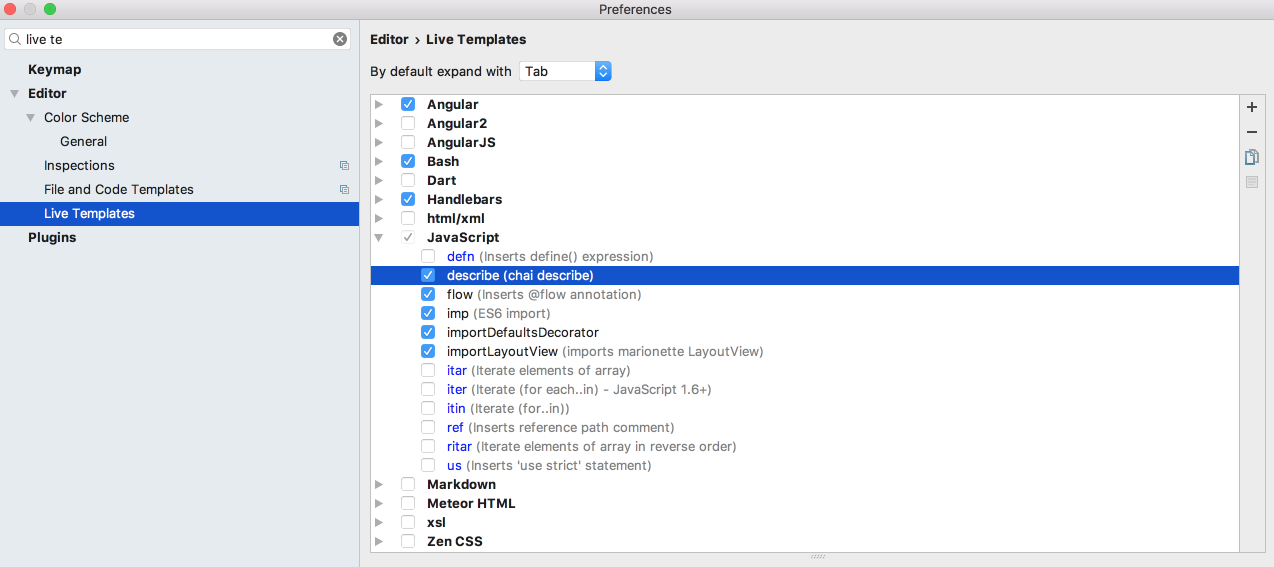 Preferences
live te
Keymap
Editor
Color Scheme
General
Inspections
File and Code Templates
Live Templates
Plugins
Editor › Live Templates
By default expand with Tab
Angular
Angular2
AngularJS
Bash
Dart
Handlebars
html/xml
JavaScript
defn (Inserts define() expression)
describe (chai describe)
flow (Inserts @flow annotation)
imp (ES6 import)
importDefaultsDecorator
importLayoutView (imports marionette LayoutView)
itar (Iterate elements of array)
iter (Iterate (for each..in) - JavaScript 1.6+)
itin (Iterate (for..in))
ref (Inserts reference path comment)
ritar (Iterate elements of array in reverse order)
us (Inserts 'use strict' statement)
Markdown
Meteor HTML
xsl
Zen CSS